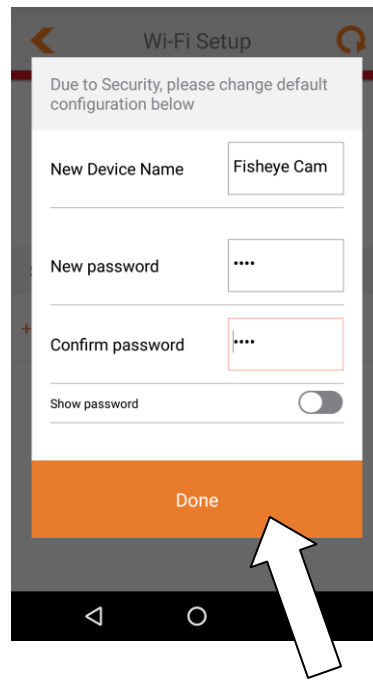 Wi-Fi Setup
Due to Security, please change default
configuration below
New Device Name
Fisheye Cam
New password
••••
Confirm password
••••
Show password
Done